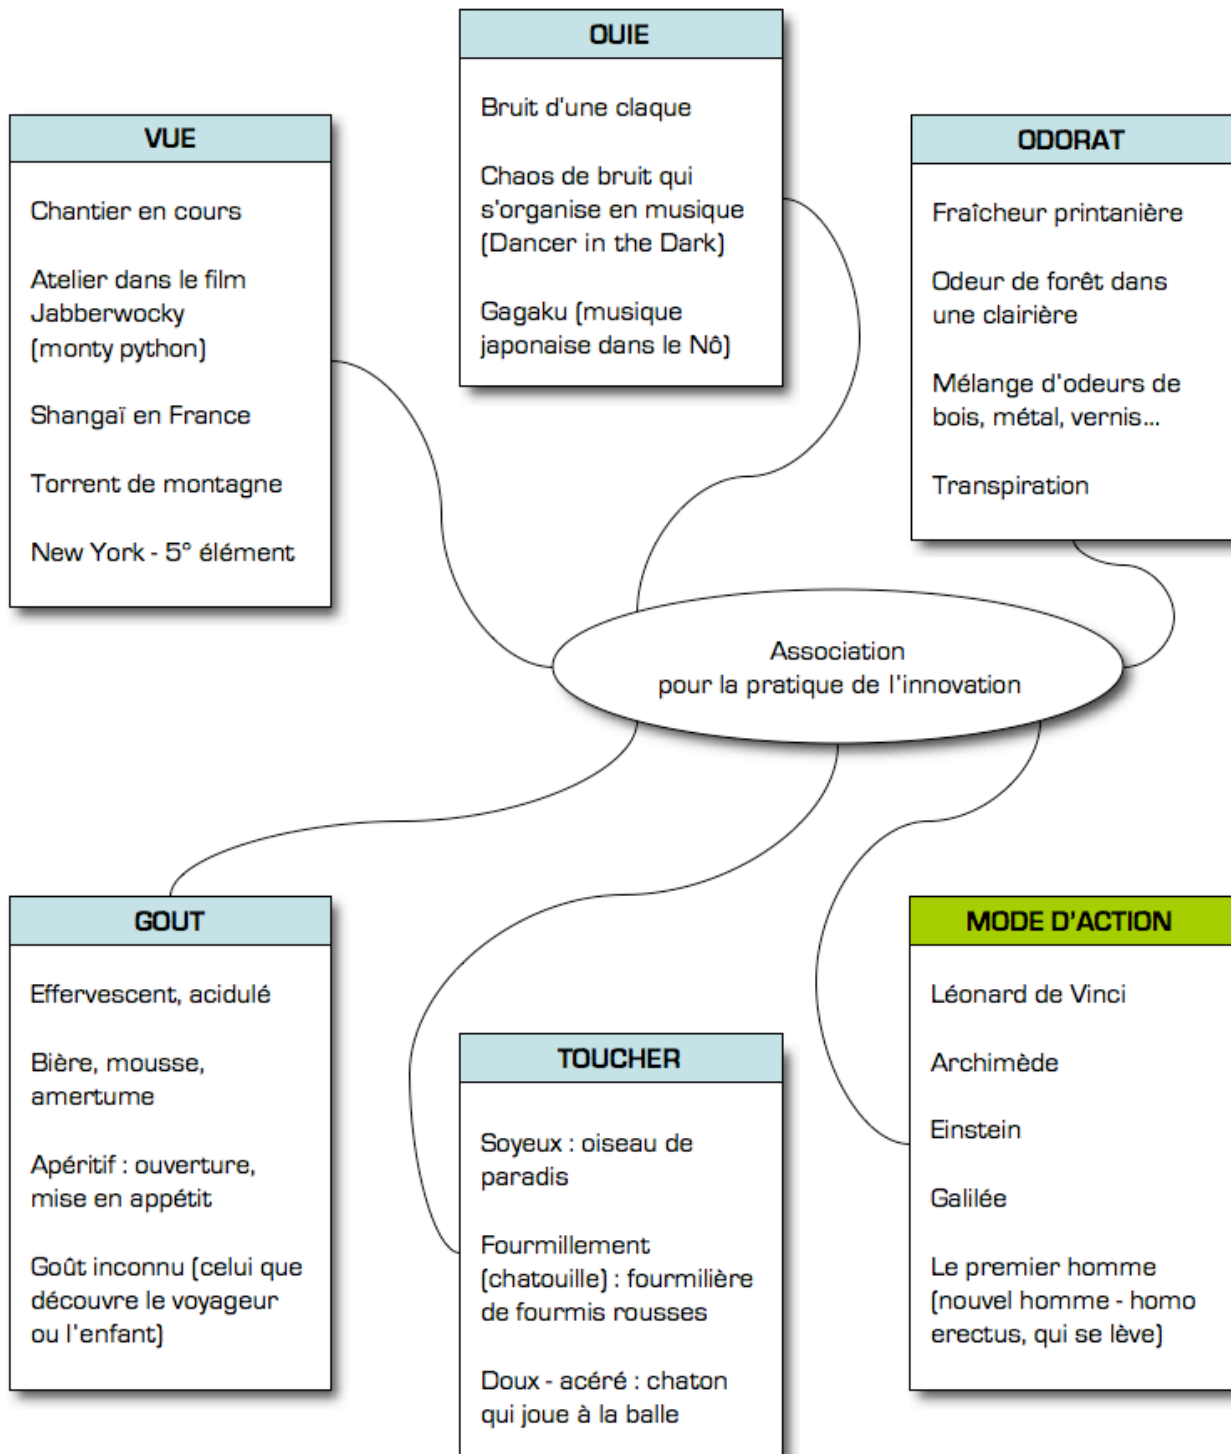 OUIE
Bruit d'une claque
Chaos de bruit qui
s'organise en musique
(Dancer in the Dark)
Gagaku (musique
japonaise dans le Nô)
VUE
Chantier en cours
Atelier dans le film
Jabberwocky
(monty python)
Shangaï en France
Torrent de montagne
New York - 5° élément
ODORAT
Fraîcheur printanière
Odeur de forêt dans
une clairière
Mélange d'odeurs de
bois, métal, vernis...
Transpiration
Association
pour la pratique de l'innovation
GOUT
Effervescent, acidulé
Bière, mousse,
amertume
Apéritif : ouverture,
mise en appétit
Goût inconnu (celui que
découvre le voyageur
ou l'enfant)
TOUCHER
Soyeux : oiseau de
paradis
Fourmillement
(chatouille) : fourmilière
de fourmis rousses
Doux - acéré : chaton
qui joue à la balle
MODE D'ACTION
Léonard de Vinci
Archimède
Einstein
Galilée
Le premier homme
(nouvel homme - homo
erectus, qui se lève)